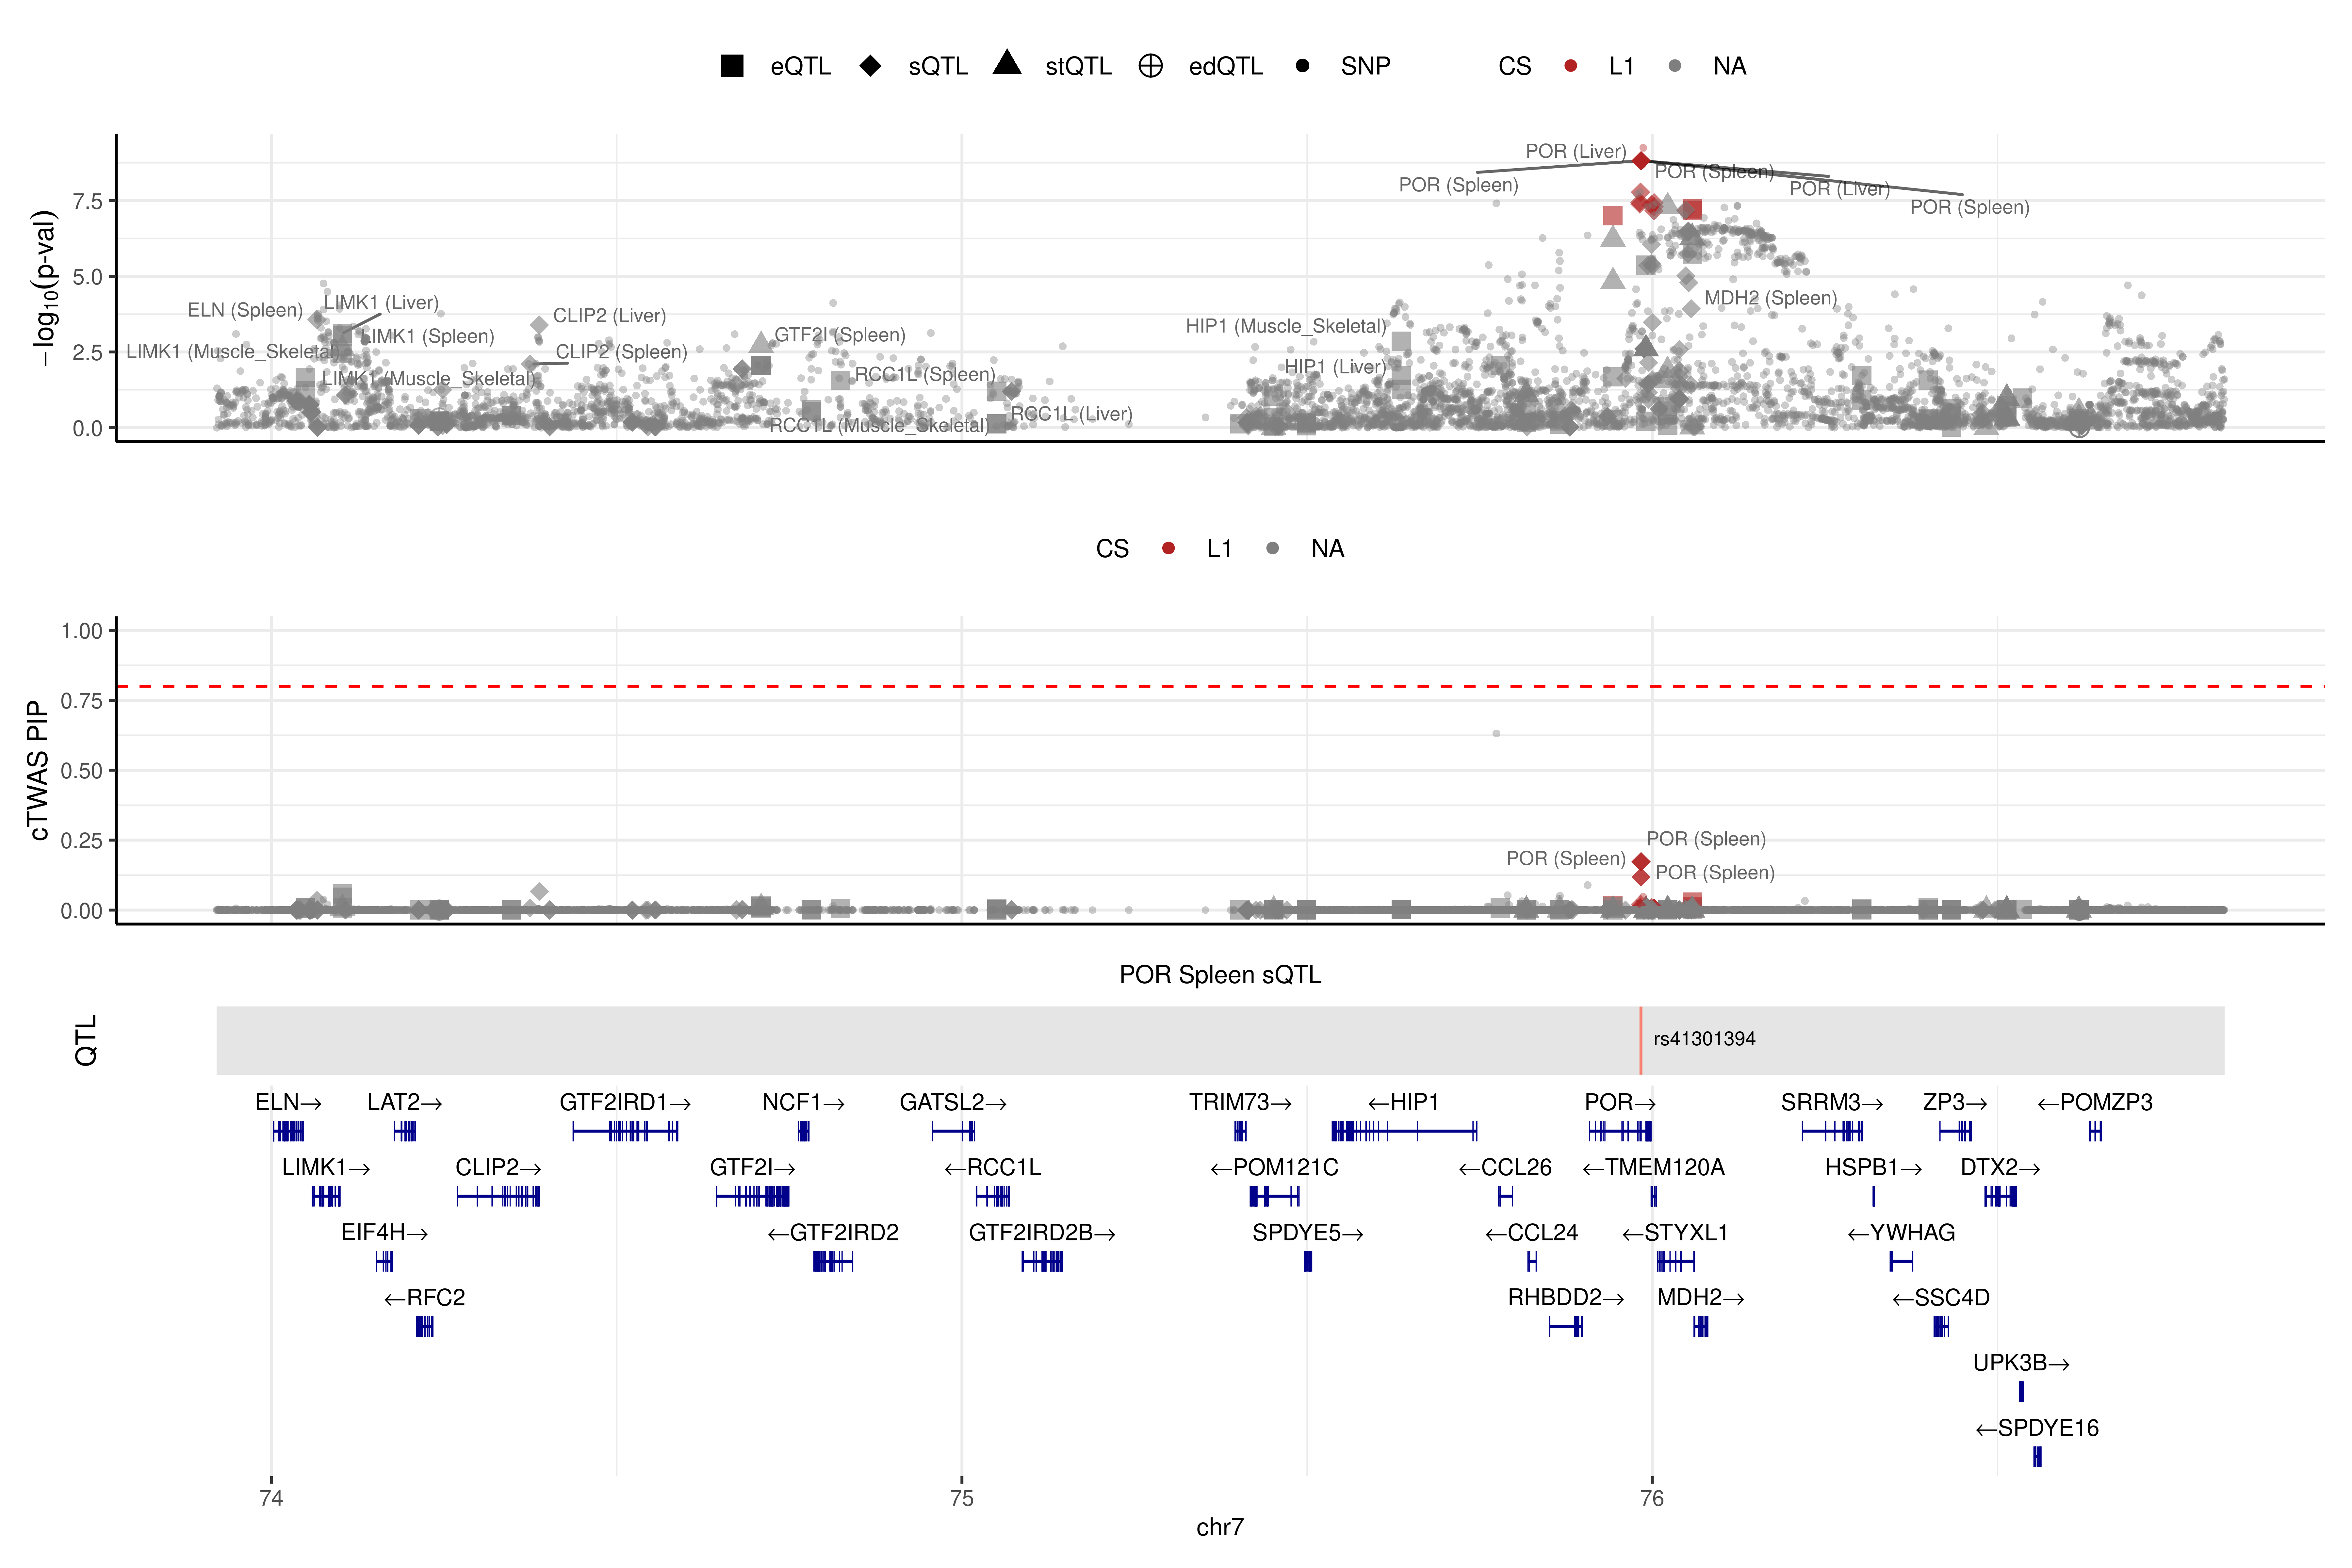 eQTL sQTL stQTL edQTL SNP CS L1 NA
−log10(p-val)
7.5
5.0
2.5
0.0
POR (Liver)
POR (Spleen)
POR (Spleen)
POR (Liver)
POR (Spleen)
ELN (Spleen)
LIMK1 (Liver)
LIMK1 (Spleen)
LIMK1 (Muscle_Skeletal)
LIMK1 (Muscle_Skeletal)
CLIP2 (Liver)
CLIP2 (Spleen)
GTF2I (Spleen)
RCC1L (Spleen)
RCC1L (Liver)
RCC1L (Muscle_Skeletal)
HIP1 (Muscle_Skeletal)
HIP1 (Liver)
MDH2 (Spleen)
CS L1 NA
cTWAS PIP
1.00
0.75
0.50
0.25
0.00
POR (Spleen)
POR (Spleen)
POR (Spleen)
POR Spleen sQTL
QTL
rs41301394
ELN→ LAT2→ GTF2IRD1→ NCF1→ GATSL2→ TRIM73→ ←HIP1 POR→ SRRM3→ ZP3→ ←POMZP3
LIMK1→ CLIP2→ GTF2I→ ←RCC1L ←POM121C ←CCL26 ←TMEM120A HSPB1→ DTX2→
EIF4H→ ←GTF2IRD2 GTF2IRD2B→ SPDYE5→ ←CCL24 ←STYXL1 ←YWHAG
←RFC2 RHBDD2→ MDH2→ ←SSC4D
UPK3B→
←SPDYE16
74 75 76
chr7